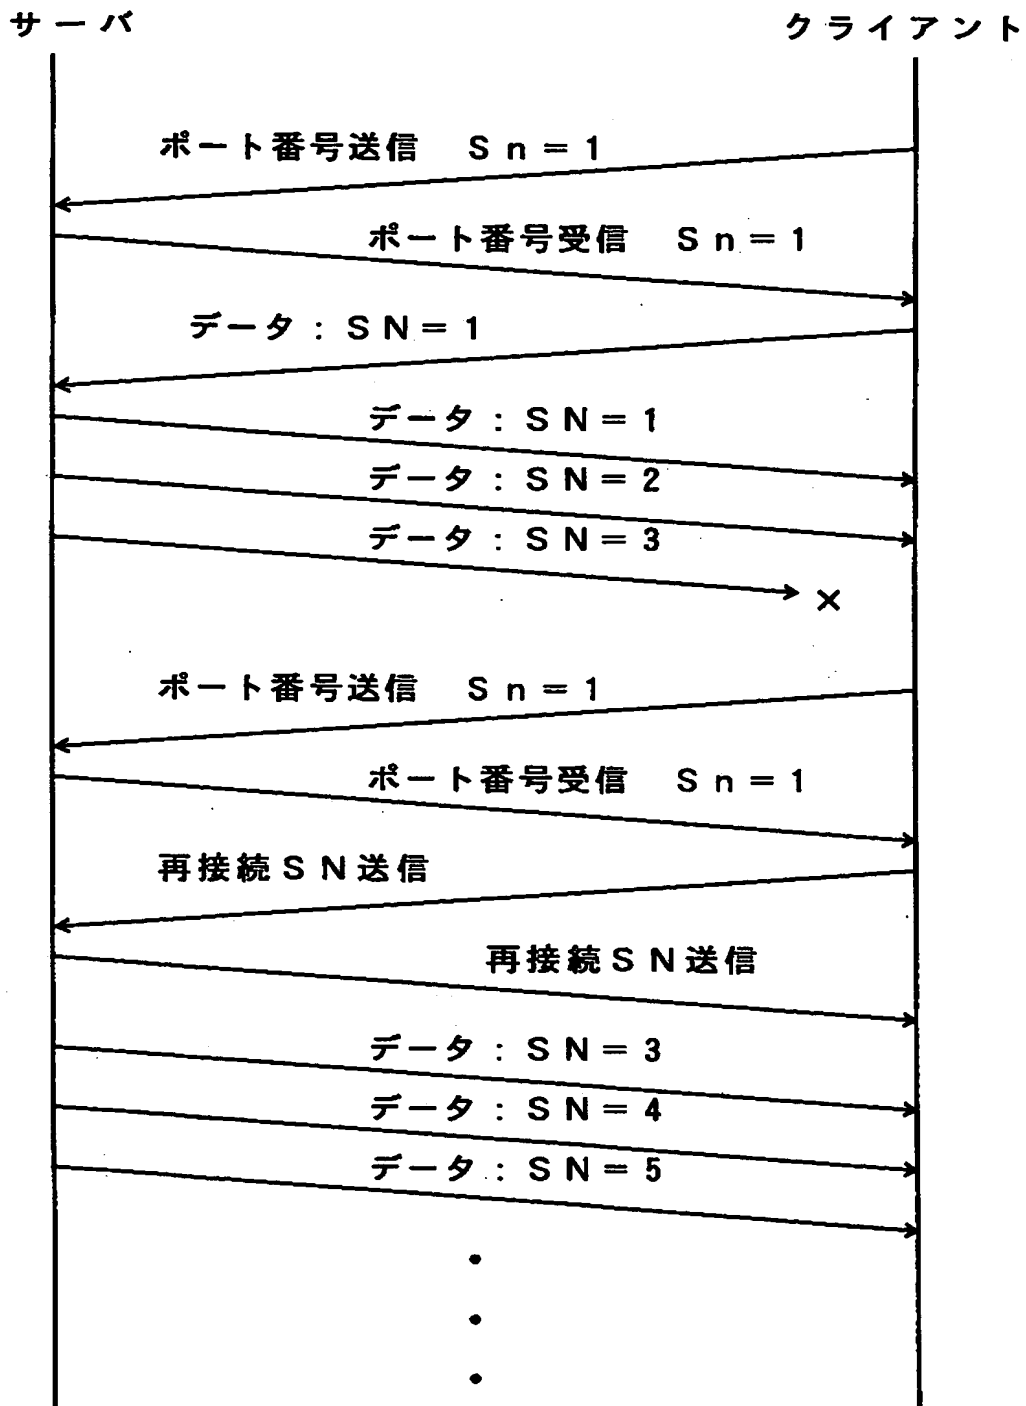 サーバ
クライアント
ポート番号送信 Sn=1
ポート番号受信 Sn=1
データ:SN=1
データ:SN=1
データ:SN=2
データ:SN=3
×
ポート番号送信 Sn=1
ポート番号受信 Sn=1
再接続SN送信
再接続SN送信
データ:SN=3
データ:SN=4
データ:SN=5